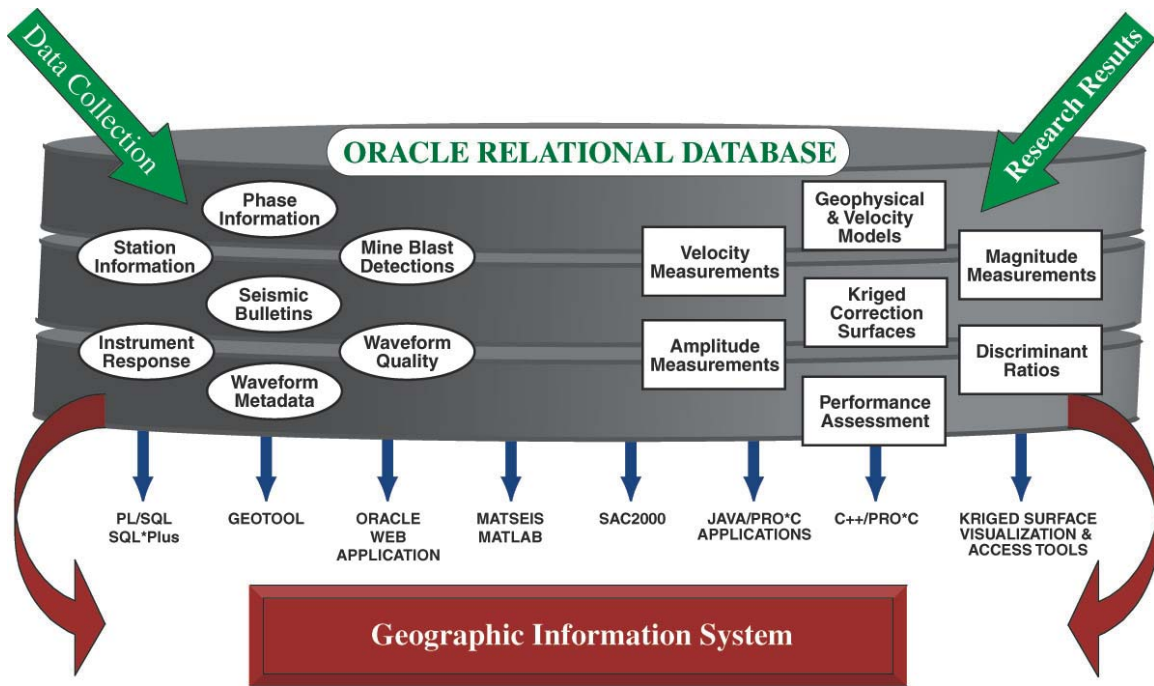 Data Collection
Research Results
ORACLE RELATIONAL DATABASE
Phase
Information
Station
Information
Mine Blast
Detections
Seismic
Bulletins
Instrument
Response
Waveform
Quality
Waveform
Metadata
Geophysical
& Velocity
Models
Velocity
Measurements
Magnitude
Measurements
Kriged
Correction
Surfaces
Amplitude
Measurements
Discriminant
Ratios
Performance
Assessment
PL/SQL
SQL*Plus
GEOTOOL
ORACLE
WEB
APPLICATION
MATSEIS
MATLAB
SAC2000
JAVA/PRO*C
APPLICATIONS
C++/PRO*C
KRIGED SURFACE
VISUALIZATION &
ACCESS TOOLS
Geographic Information System